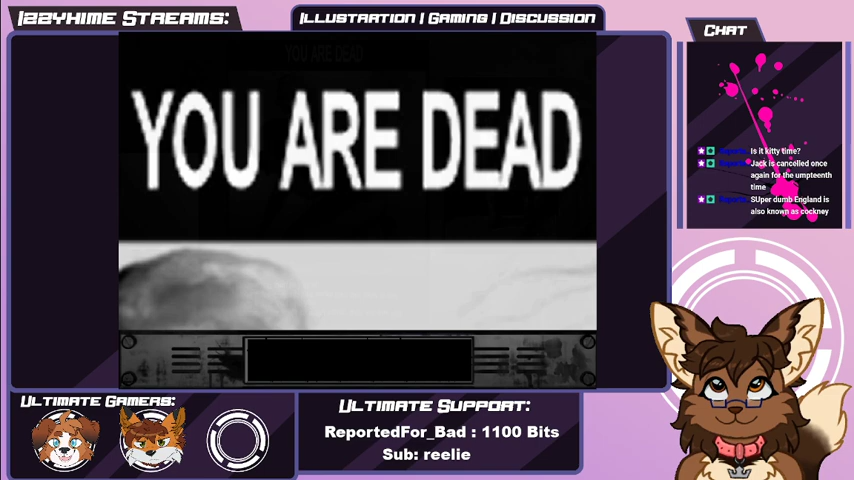 Izzyhime Streams:
Illustration | Gaming | Discussion
Chat
YOU ARE DEAD
YOU ARE DEAD
Is it kitty time?
Jack is cancelled once
again for the umpteenth
time
SUper dumb England is
also known as cockney
Ultimate Gamers:
Ultimate Support:
ReportedFor_Bad : 1100 Bits
Sub: reelie